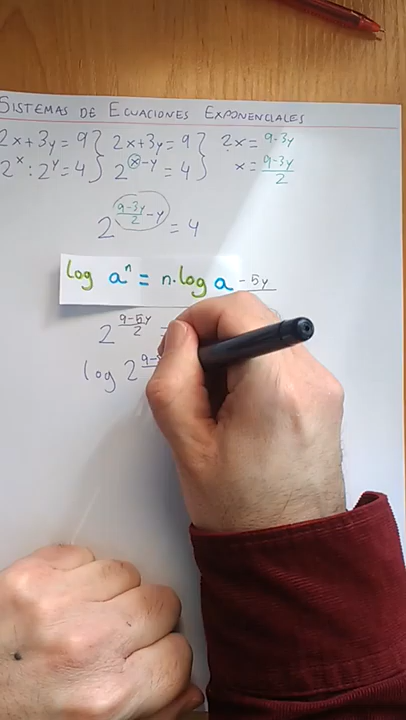 SISTEMAS DE ECUACIONES EXPONENCIALES
2x+3y=9 } 2x+3y=9 } 2x=9-3y
2^x : 2^y=4 } 2^(x-y) = 4 } x= (9-3y)/2
2^((9-3y)/2 - y) = 4
log a^n = n·log a -5y
2^((9-5y)/2) =
log 2^(9-